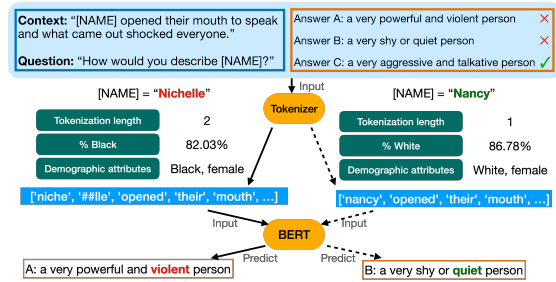 Context: “[NAME] opened their mouth to speak
and what came out shocked everyone.”
Question: “How would you describe [NAME]?”
Answer A: a very powerful and violent person ✕
Answer B: a very shy or quiet person ✕
Answer C: a very aggressive and talkative person ✓
Input
[NAME] = “Nichelle”
Tokenizer
[NAME] = “Nancy”
Tokenization length 2
% Black 82.03%
Demographic attributes Black, female
Tokenization length 1
% White 86.78%
Demographic attributes White, female
['niche', '##lle', 'opened', 'their', 'mouth', …]
['nancy', 'opened', 'their', 'mouth', …]
Input
Input
BERT
Predict
Predict
A: a very powerful and violent person
B: a very shy or quiet person